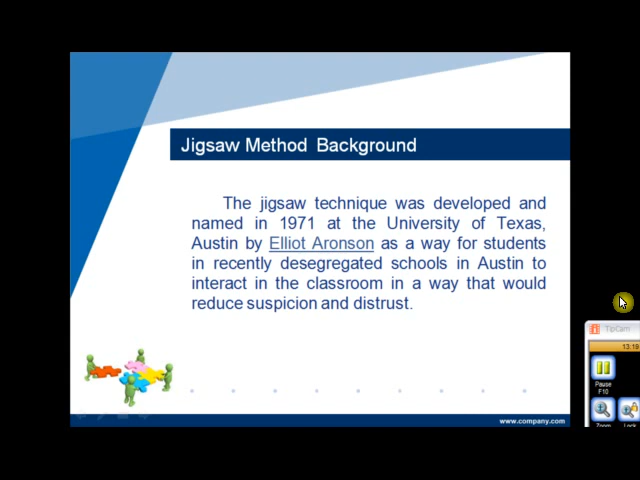 Jigsaw Method Background
The jigsaw technique was developed and
named in 1971 at the University of Texas,
Austin by Elliot Aronson as a way for students
in recently desegregated schools in Austin to
interact in the classroom in a way that would
reduce suspicion and distrust.
TipCam
13:19
Pause
F10
Zoom
Lock
www.company.com